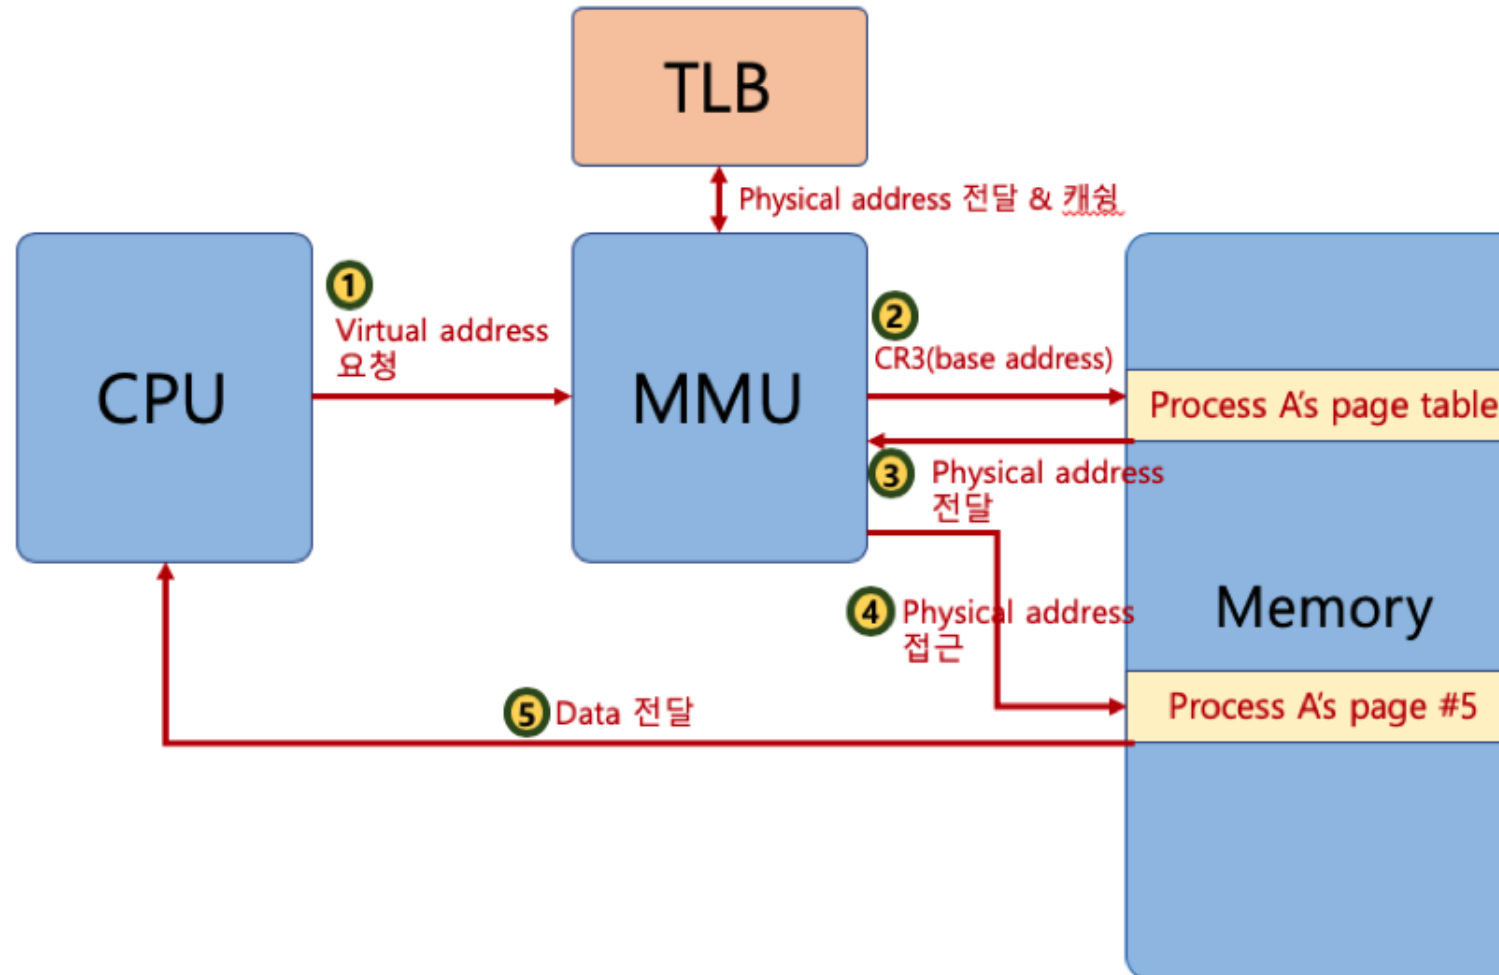 TLB
Physical address 전달 & 캐슁
1
Virtual address
요청
CPU
MMU
2
CR3(base address)
Process A's page table
3
Physical address
전달
4
Physical address
접근
Memory
5 Data 전달
Process A's page #5